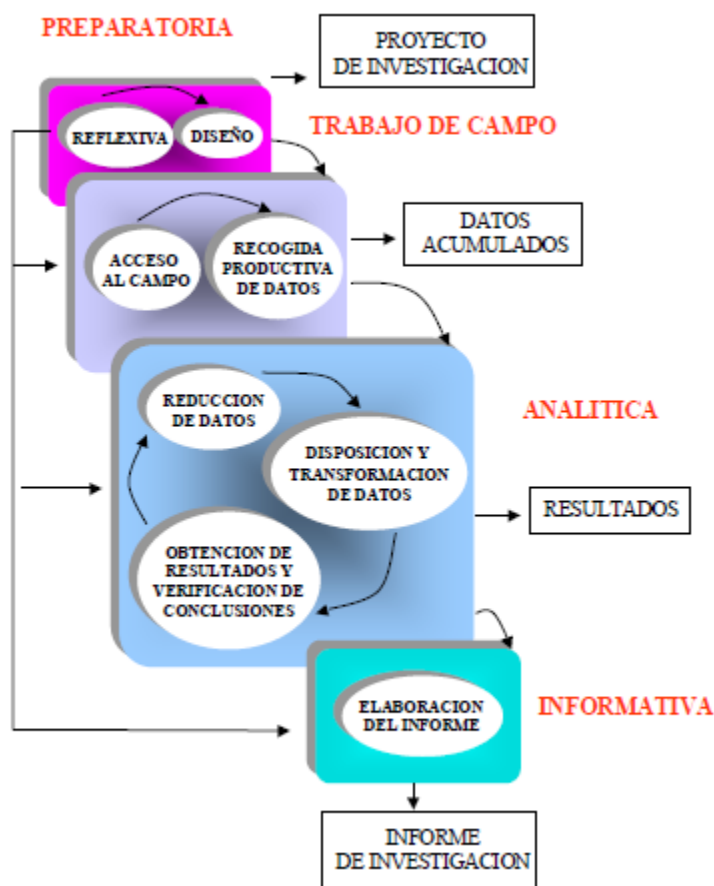 PREPARATORIA
PROYECTO
DE INVESTIGACION
REFLEXIVA
DISEÑO
TRABAJO DE CAMPO
ACCESO
AL CAMPO
RECOGIDA
PRODUCTIVA
DE DATOS
DATOS
ACUMULADOS
REDUCCION
DE DATOS
ANALITICA
DISPOSICION Y
TRANSFORMACION
DE DATOS
RESULTADOS
OBTENCION DE
RESULTADOS Y
VERIFICACION DE
CONCLUSIONES
ELABORACION
DEL INFORME
INFORMATIVA
INFORME
DE INVESTIGACION